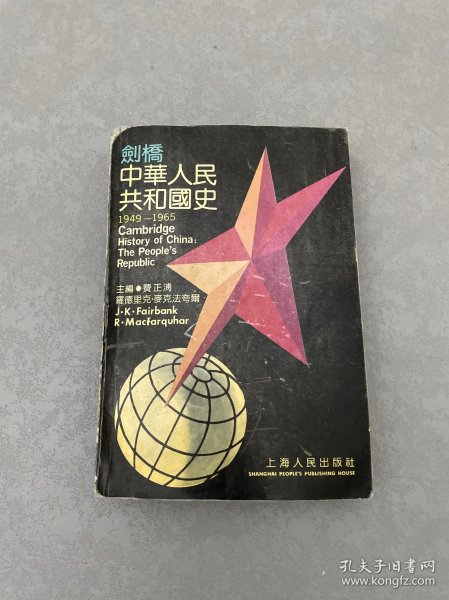 劍橋
中華人民
共和國史
1949—1965
Cambridge
History of China:
The People's
Republic
主編●費正清
羅德里克·麥克法夸爾
J·K·Fairbank
R·Macfarquhar
上海人民出版社
SHANGHAI PEOPLE'S PUBLISHING HOUSE
孔夫子旧书网
www.kongfz.com